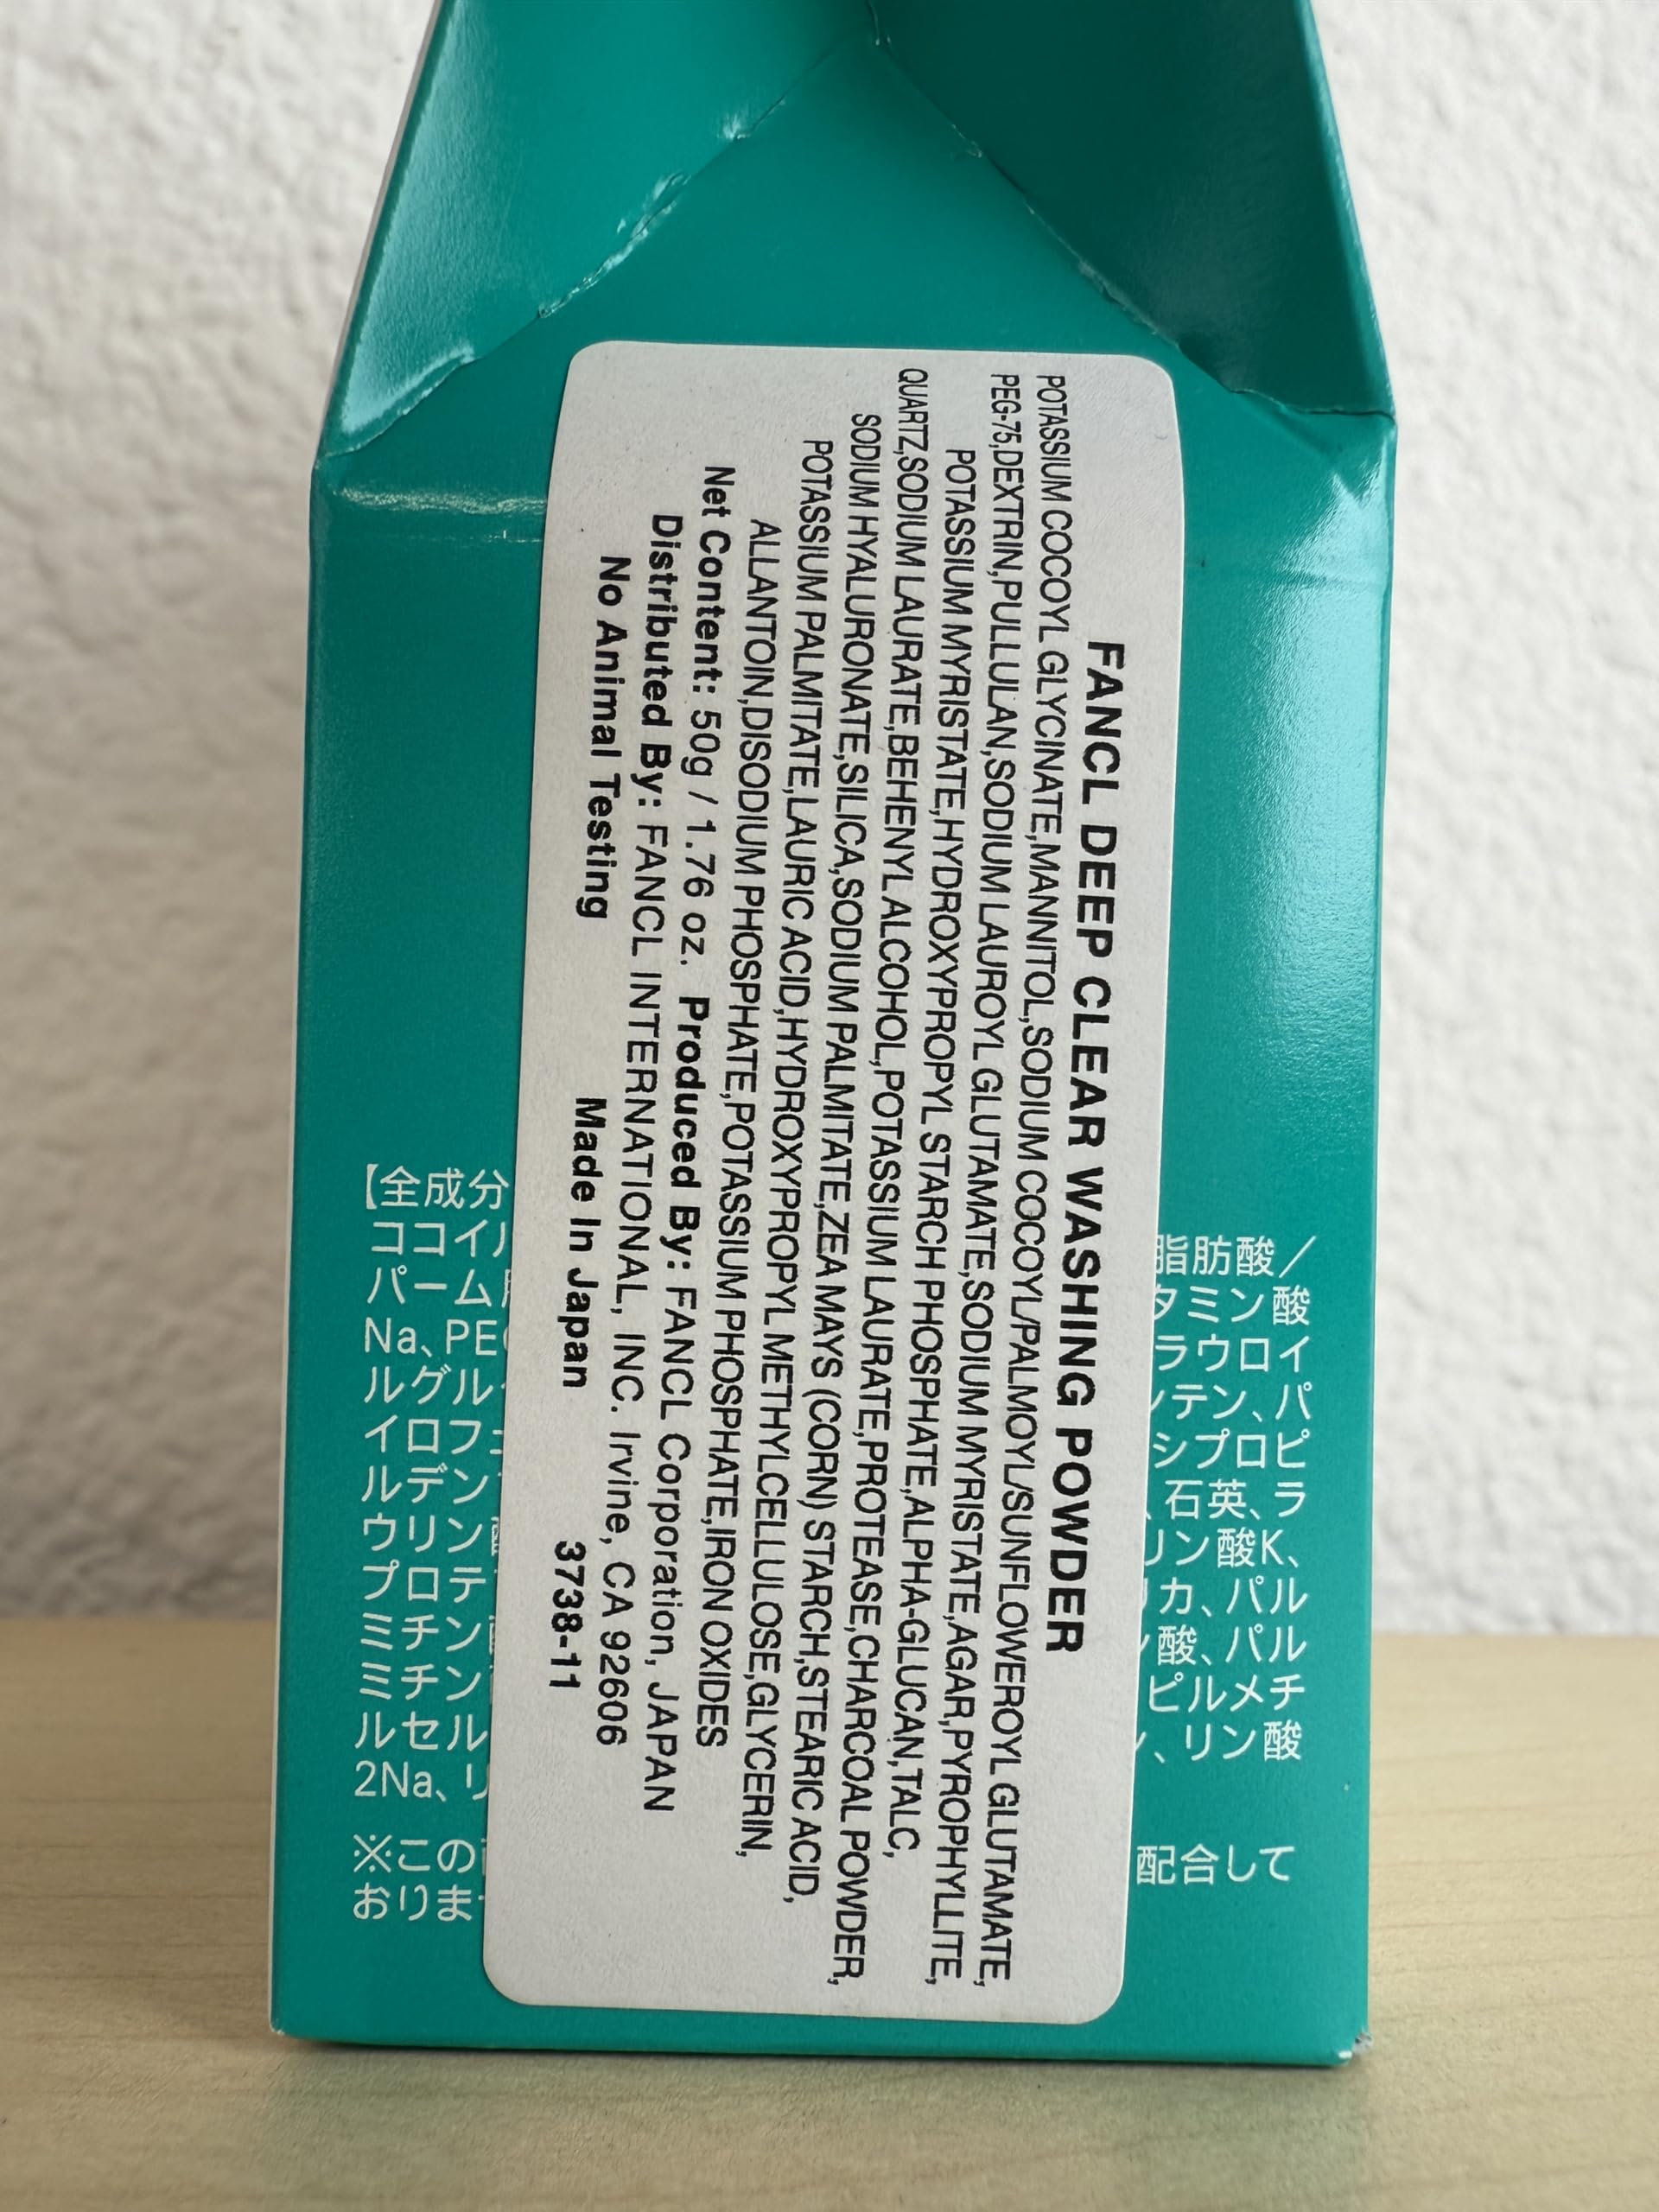 FANCL DEEP CLEAR WASHING POWDER
POTASSIUM COCOYL GLYCINATE,MANNITOL,SODIUM COCOYL/PALMOYL/SUNFLOWEROYL GLUTAMATE,
PEG-75,DEXTRIN,PULLULAN,SODIUM LAUROYL GLUTAMATE,SODIUM MYRISTATE,AGAR,PYROPHYLLITE,
POTASSIUM MYRISTATE,HYDROXYPROPYL STARCH PHOSPHATE,ALPHA-GLUCAN,TALC,
QUARTZ,SODIUM LAURATE,BEHENYL ALCOHOL,POTASSIUM LAURATE,PROTEASE,CHARCOAL POWDER,
SODIUM HYALURONATE,SILICA,SODIUM PALMITATE,ZEA MAYS (CORN) STARCH,STEARIC ACID,
POTASSIUM PALMITATE,LAURIC ACID,HYDROXYPROPYL METHYLCELLULOSE,GLYCERIN,
ALLANTOIN,DISODIUM PHOSPHATE,POTASSIUM PHOSPHATE,IRON OXIDES
Net Content: 50g / 1.76 oz. Produced By: FANCL Corporation, JAPAN
Distributed By: FANCL INTERNATIONAL, INC. Irvine, CA 92606
No Animal Testing Made In Japan 3738-11
【全成分
ココイル
パーム 脂肪酸／
Na、PEG タミン酸
ルグル ラウロイ
イロフ ンテン、パ
ルデン シプロピ
ウリン 、石英、ラ
プロテ リン酸K、
ミチン リカ、パル
ミチン 酸、パル
ルセル ピルメチ
2Na、リ 、リン酸
※この 配合して
おりま